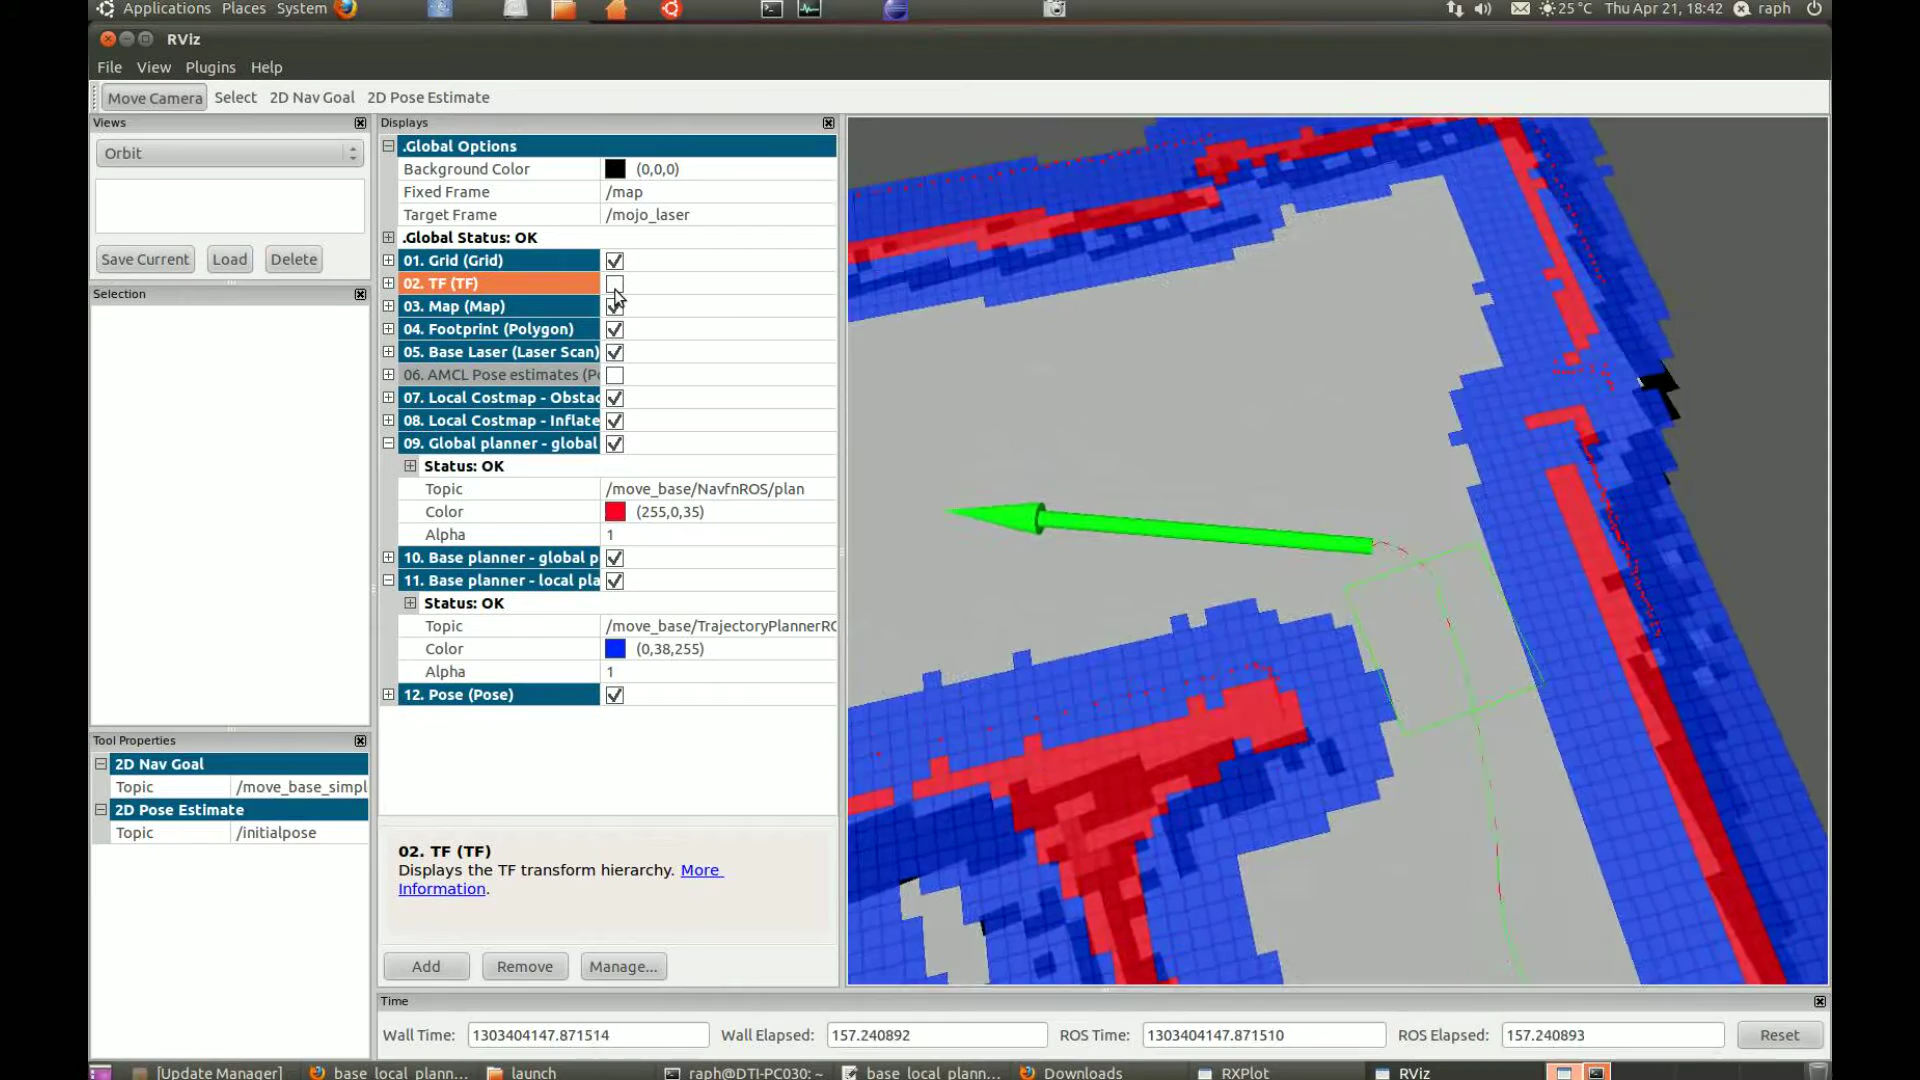 Applications Places System 25 °C Thu Apr 21, 18:42 raph
RViz
File View Plugins Help
Move Camera Select 2D Nav Goal 2D Pose Estimate
Views
Orbit
Save Current Load Delete
Selection
Tool Properties
2D Nav Goal
Topic /move_base_simpl
2D Pose Estimate
Topic /initialpose
Displays
.Global Options
Background Color (0,0,0)
Fixed Frame /map
Target Frame /mojo_laser
.Global Status: OK
01. Grid (Grid)
02. TF (TF)
03. Map (Map)
04. Footprint (Polygon)
05. Base Laser (Laser Scan)
06. AMCL Pose estimates (Po
07. Local Costmap - Obstac
08. Local Costmap - Inflate
09. Global planner - global
Status: OK
Topic /move_base/NavfnROS/plan
Color (255,0,35)
Alpha 1
10. Base planner - global p
11. Base planner - local pla
Status: OK
Topic /move_base/TrajectoryPlannerRO
Color (0,38,255)
Alpha 1
12. Pose (Pose)
02. TF (TF)
Displays the TF transform hierarchy. More
Information.
Add Remove Manage...
Time
Wall Time: 1303404147.871514 Wall Elapsed: 157.240892 ROS Time: 1303404147.871510 ROS Elapsed: 157.240893 Reset
[Update Manager] base_local_plann... launch raph@DTI-PC030: ~ base_local_plann... Downloads RXPlot RViz